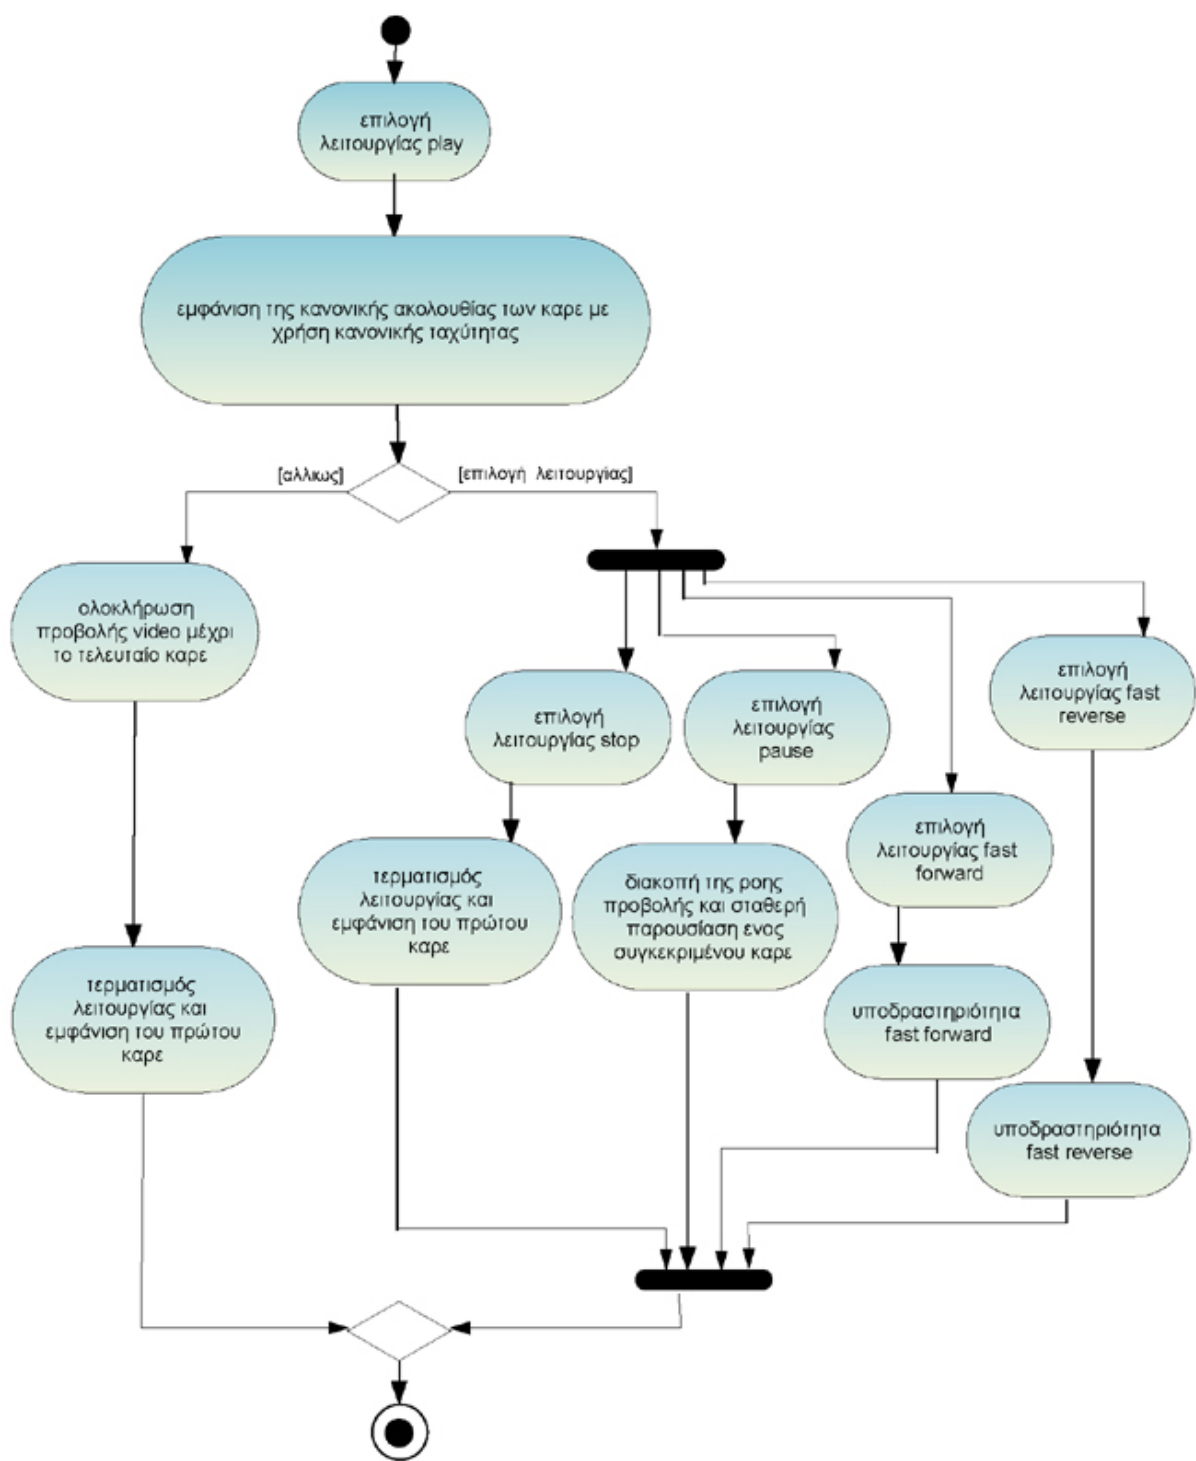 επιλογή
λειτουργίας play
εμφάνιση της κανονικής ακολουθίας των καρε με
χρήση κανονικής ταχύτητας
[αλλιως]
[επιλογή λειτουργίας]
ολοκλήρωση
προβολής video μέχρι
το τελευταίο καρε
επιλογή
λειτουργίας stop
επιλογή
λειτουργίας
pause
επιλογή
λειτουργίας fast
reverse
επιλογή
λειτουργίας fast
forward
τερματισμός
λειτουργίας και
εμφάνιση του πρώτου
καρε
διακοπή της ροης
προβολής και σταθερή
παρουσίαση ενος
συγκεκριμένου καρε
τερματισμός
λειτουργίας και
εμφάνιση του πρώτου
καρε
υποδραστηριότητα
fast forward
υποδραστηριότητα
fast reverse